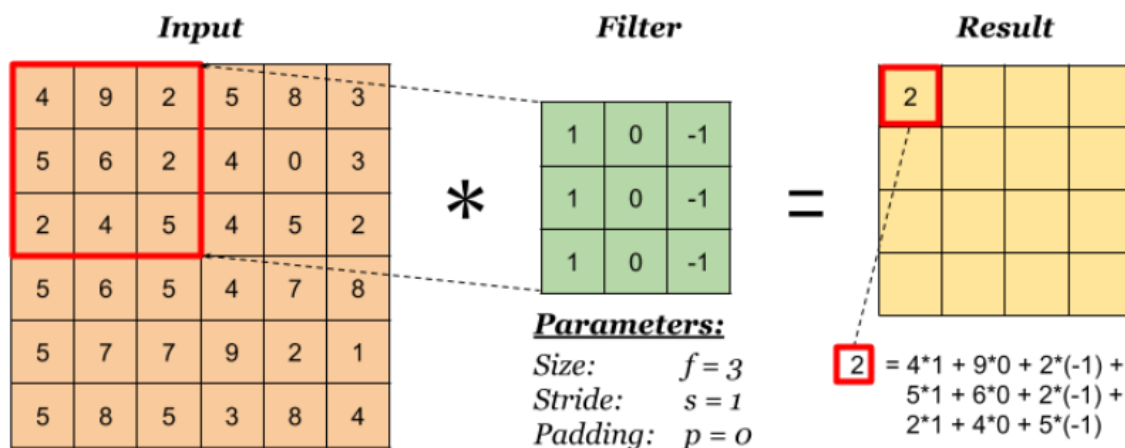 Input Filter Result
4 9 2 5 8 3
5 6 2 4 0 3
2 4 5 4 5 2
5 6 5 4 7 8
5 7 7 9 2 1
5 8 5 3 8 4
*
1 0 -1
1 0 -1
1 0 -1
=
2
Parameters:
Size: f = 3
Stride: s = 1
Padding: p = 0
2 = 4*1 + 9*0 + 2*(-1) +
5*1 + 6*0 + 2*(-1) +
2*1 + 4*0 + 5*(-1)